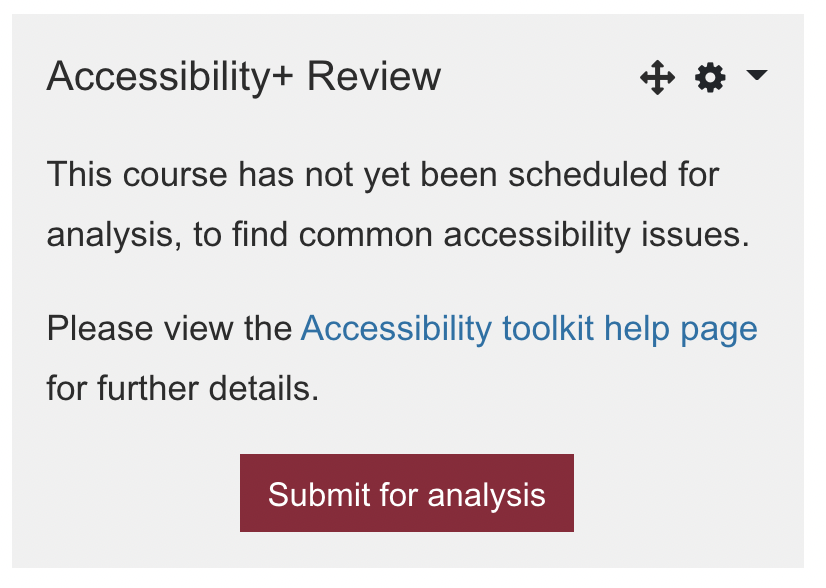 Accessibility+ Review
This course has not yet been scheduled for
analysis, to find common accessibility issues.
Please view the Accessibility toolkit help page
for further details.
Submit for analysis